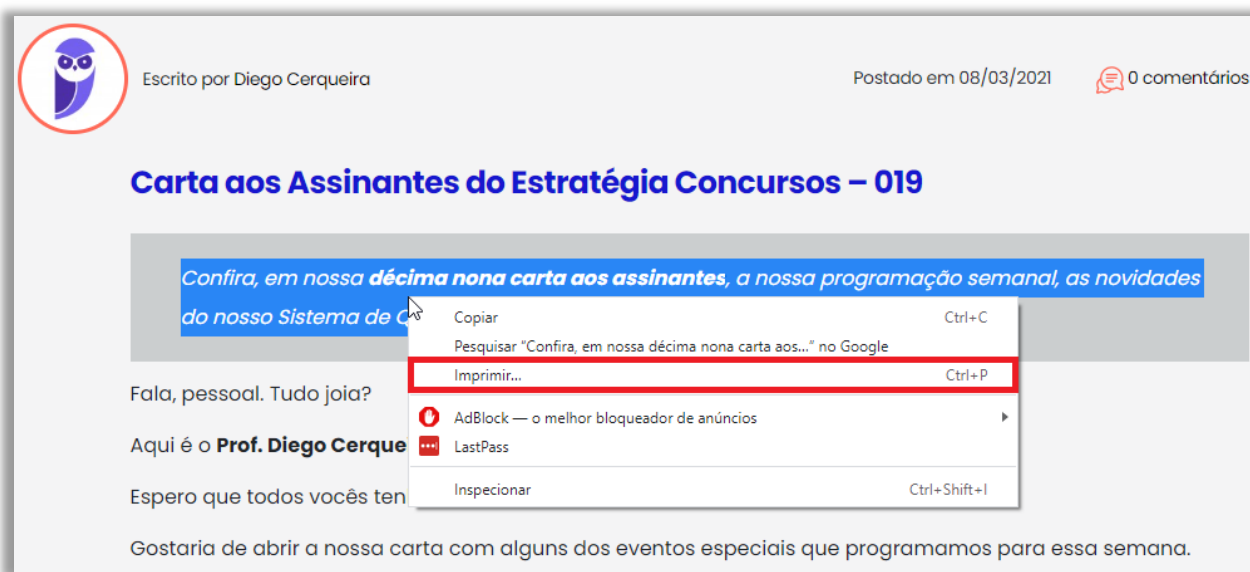 Escrito por Diego Cerqueira
Postado em 08/03/2021
0 comentários
Carta aos Assinantes do Estratégia Concursos – 019
Confira, em nossa décima nona carta aos assinantes, a nossa programação semanal, as novidades
do nosso Sistema de
Copiar Ctrl+C
Pesquisar “Confira, em nossa décima nona carta aos...” no Google
Imprimir... Ctrl+P
AdBlock — o melhor bloqueador de anúncios
LastPass
Inspecionar Ctrl+Shift+I
Fala, pessoal. Tudo joia?
Aqui é o Prof. Diego Cerque
Espero que todos vocês ten
Gostaria de abrir a nossa carta com alguns dos eventos especiais que programamos para essa semana.